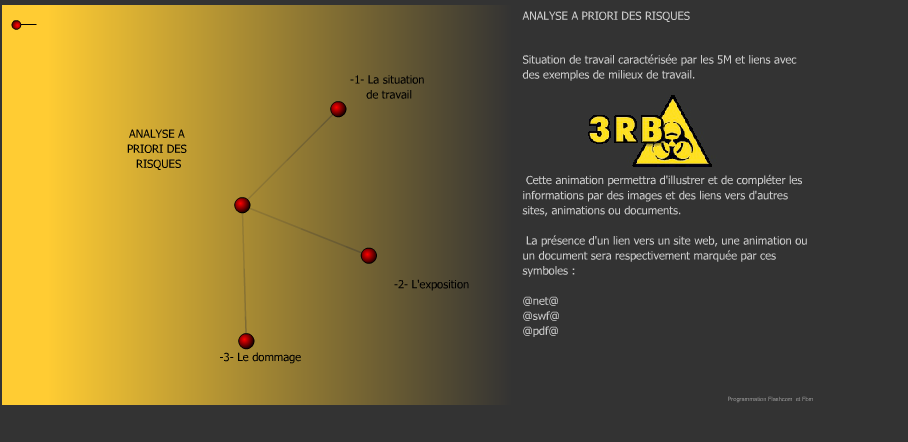 ANALYSE A
PRIORI DES
RISQUES
-1- La situation
de travail
-2- L'exposition
-3- Le dommage
ANALYSE A PRIORI DES RISQUES
Situation de travail caractérisée par les 5M et liens avec
des exemples de milieux de travail.
3RB
Cette animation permettra d'illustrer et de compléter les
informations par des images et des liens vers d'autres
sites, animations ou documents.
La présence d'un lien vers un site web, une animation ou
un document sera respectivement marquée par ces
symboles :
@net@
@swf@
@pdf@
Programmation Flashcom et